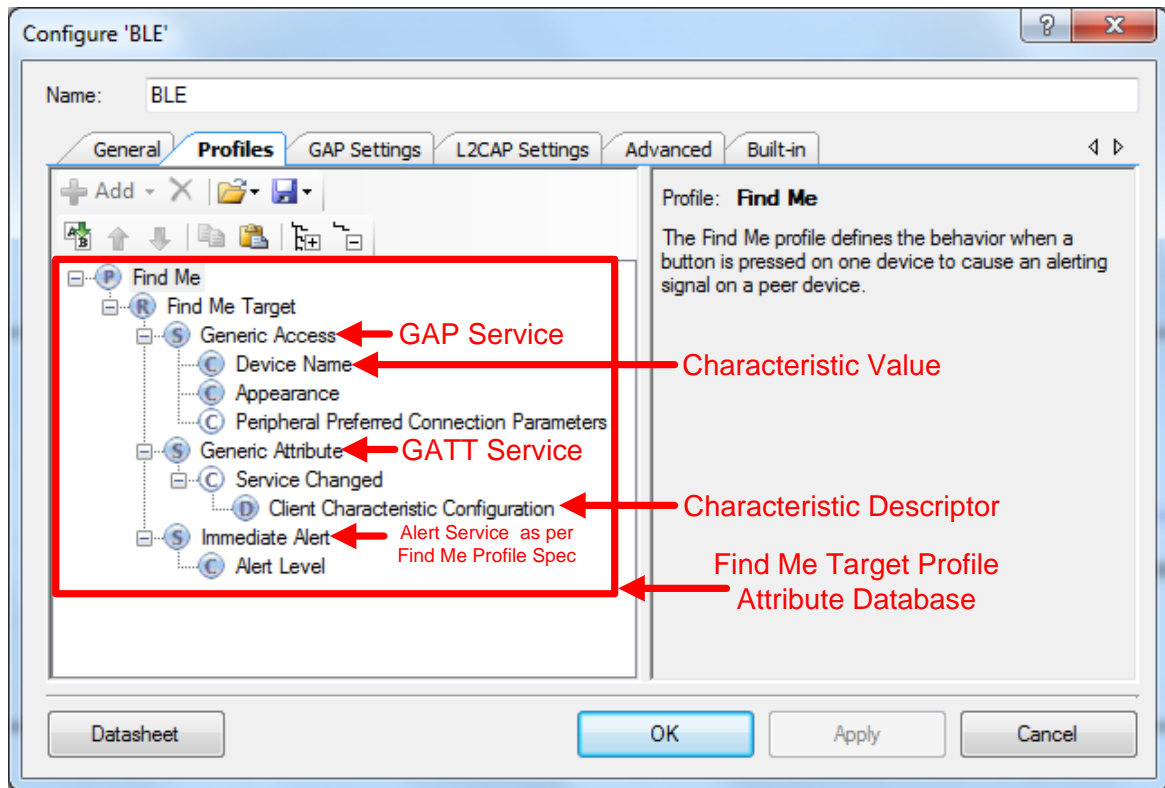 Configure 'BLE'
?
X
Name: BLE
General Profiles GAP Settings L2CAP Settings Advanced Built-in
Add
A
B
P Find Me
R Find Me Target
S Generic Access
GAP Service
C Device Name
Characteristic Value
C Appearance
C Peripheral Preferred Connection Parameters
S Generic Attribute
GATT Service
C Service Changed
D Client Characteristic Configuration
Characteristic Descriptor
S Immediate Alert
Alert Service as per
Find Me Profile Spec
C Alert Level
Find Me Target Profile
Attribute Database
Profile: Find Me
The Find Me profile defines the behavior when a
button is pressed on one device to cause an alerting
signal on a peer device.
Datasheet OK Apply Cancel